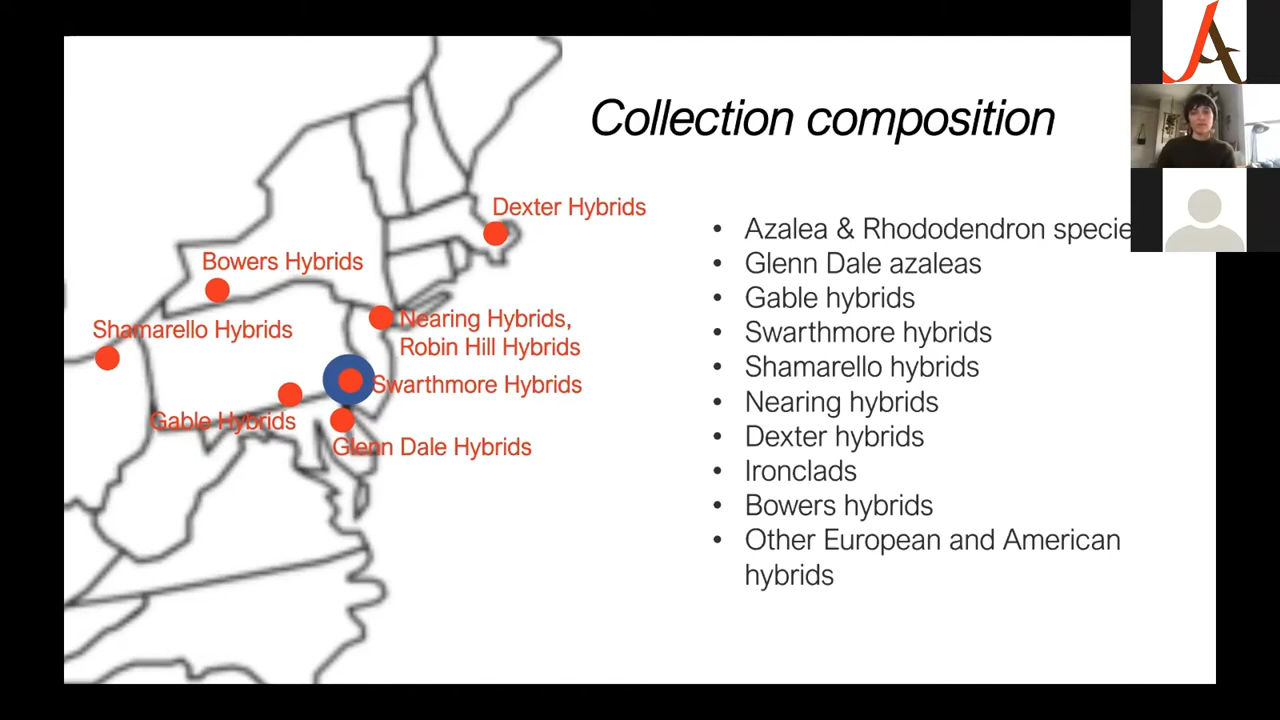 Collection composition
Dexter Hybrids
Bowers Hybrids
Shamarello Hybrids
Nearing Hybrids,
Robin Hill Hybrids
Swarthmore Hybrids
Gable Hybrids
Glenn Dale Hybrids
• Azalea & Rhododendron specie
• Glenn Dale azaleas
• Gable hybrids
• Swarthmore hybrids
• Shamarello hybrids
• Nearing hybrids
• Dexter hybrids
• Ironclads
• Bowers hybrids
• Other European and American
hybrids